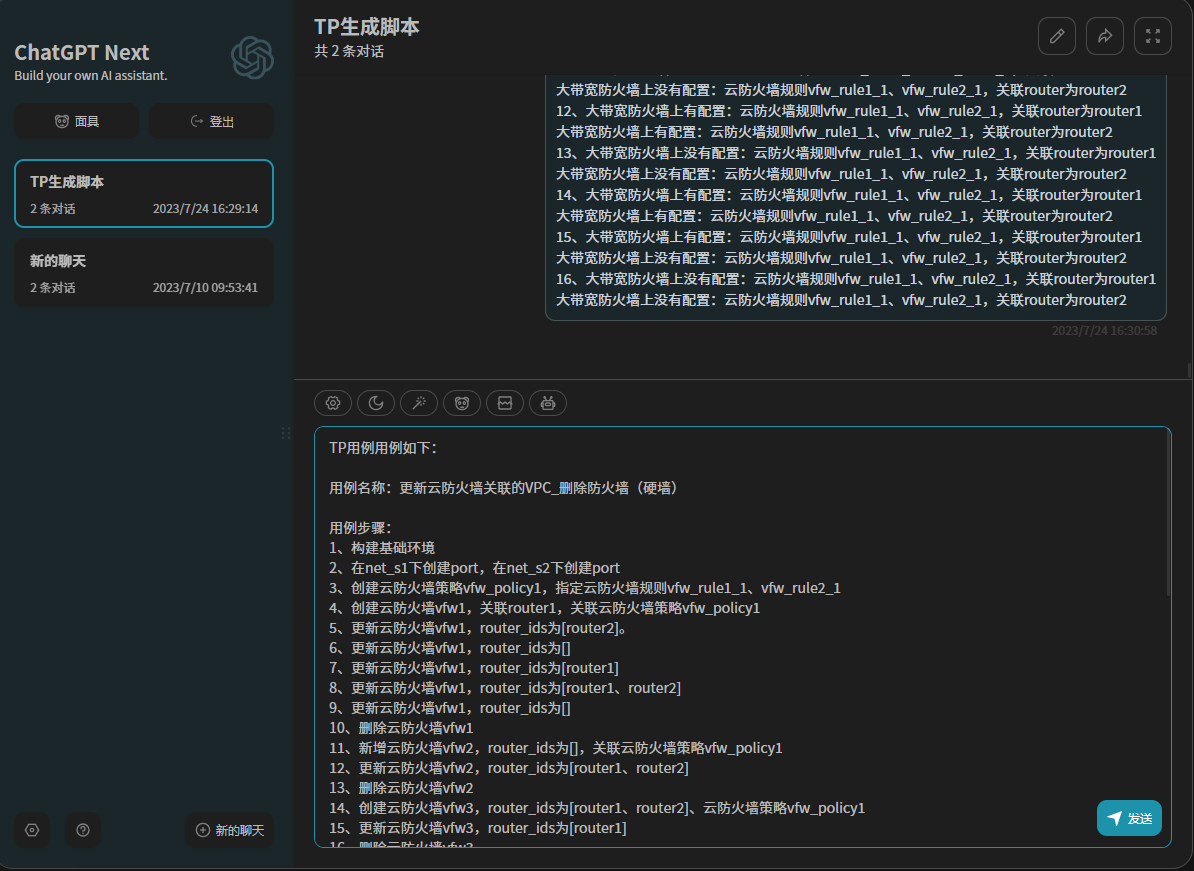 ChatGPT Next
Build your own AI assistant.
面具
登出
TP生成脚本
2 条对话
2023/7/24 16:29:14
新的聊天
2 条对话
2023/7/10 09:53:41
新的聊天
TP生成脚本
共 2 条对话
大带宽防火墙上没有配置：云防火墙规则vfw_rule1_1、vfw_rule2_1，关联router为router2
12、大带宽防火墙上有配置：云防火墙规则vfw_rule1_1、vfw_rule2_1，关联router为router1
大带宽防火墙上有配置：云防火墙规则vfw_rule1_1、vfw_rule2_1，关联router为router2
13、大带宽防火墙上没有配置：云防火墙规则vfw_rule1_1、vfw_rule2_1，关联router为router1
大带宽防火墙上没有配置：云防火墙规则vfw_rule1_1、vfw_rule2_1，关联router为router2
14、大带宽防火墙上有配置：云防火墙规则vfw_rule1_1、vfw_rule2_1，关联router为router1
大带宽防火墙上有配置：云防火墙规则vfw_rule1_1、vfw_rule2_1，关联router为router2
15、大带宽防火墙上有配置：云防火墙规则vfw_rule1_1、vfw_rule2_1，关联router为router1
大带宽防火墙上没有配置：云防火墙规则vfw_rule1_1、vfw_rule2_1，关联router为router2
16、大带宽防火墙上没有配置：云防火墙规则vfw_rule1_1、vfw_rule2_1，关联router为router1
大带宽防火墙上没有配置：云防火墙规则vfw_rule1_1、vfw_rule2_1，关联router为router2
2023/7/24 16:30:58
TP用例用例如下：
用例名称：更新云防火墙关联的VPC_删除防火墙（硬墙）
用例步骤：
1、构建基础环境
2、在net_s1下创建port，在net_s2下创建port
3、创建云防火墙策略vfw_policy1，指定云防火墙规则vfw_rule1_1、vfw_rule2_1
4、创建云防火墙vfw1，关联router1，关联云防火墙策略vfw_policy1
5、更新云防火墙vfw1，router_ids为[router2]。
6、更新云防火墙vfw1，router_ids为[]
7、更新云防火墙vfw1，router_ids为[router1]
8、更新云防火墙vfw1，router_ids为[router1、router2]
9、更新云防火墙vfw1，router_ids为[]
10、删除云防火墙vfw1
11、新增云防火墙vfw2，router_ids为[]，关联云防火墙策略vfw_policy1
12、更新云防火墙vfw2，router_ids为[router1、router2]
13、删除云防火墙vfw2
14、创建云防火墙vfw3，router_ids为[router1、router2]、云防火墙策略vfw_policy1
15、更新云防火墙vfw3，router_ids为[router1]
16、删除云防火墙vfw3
发送